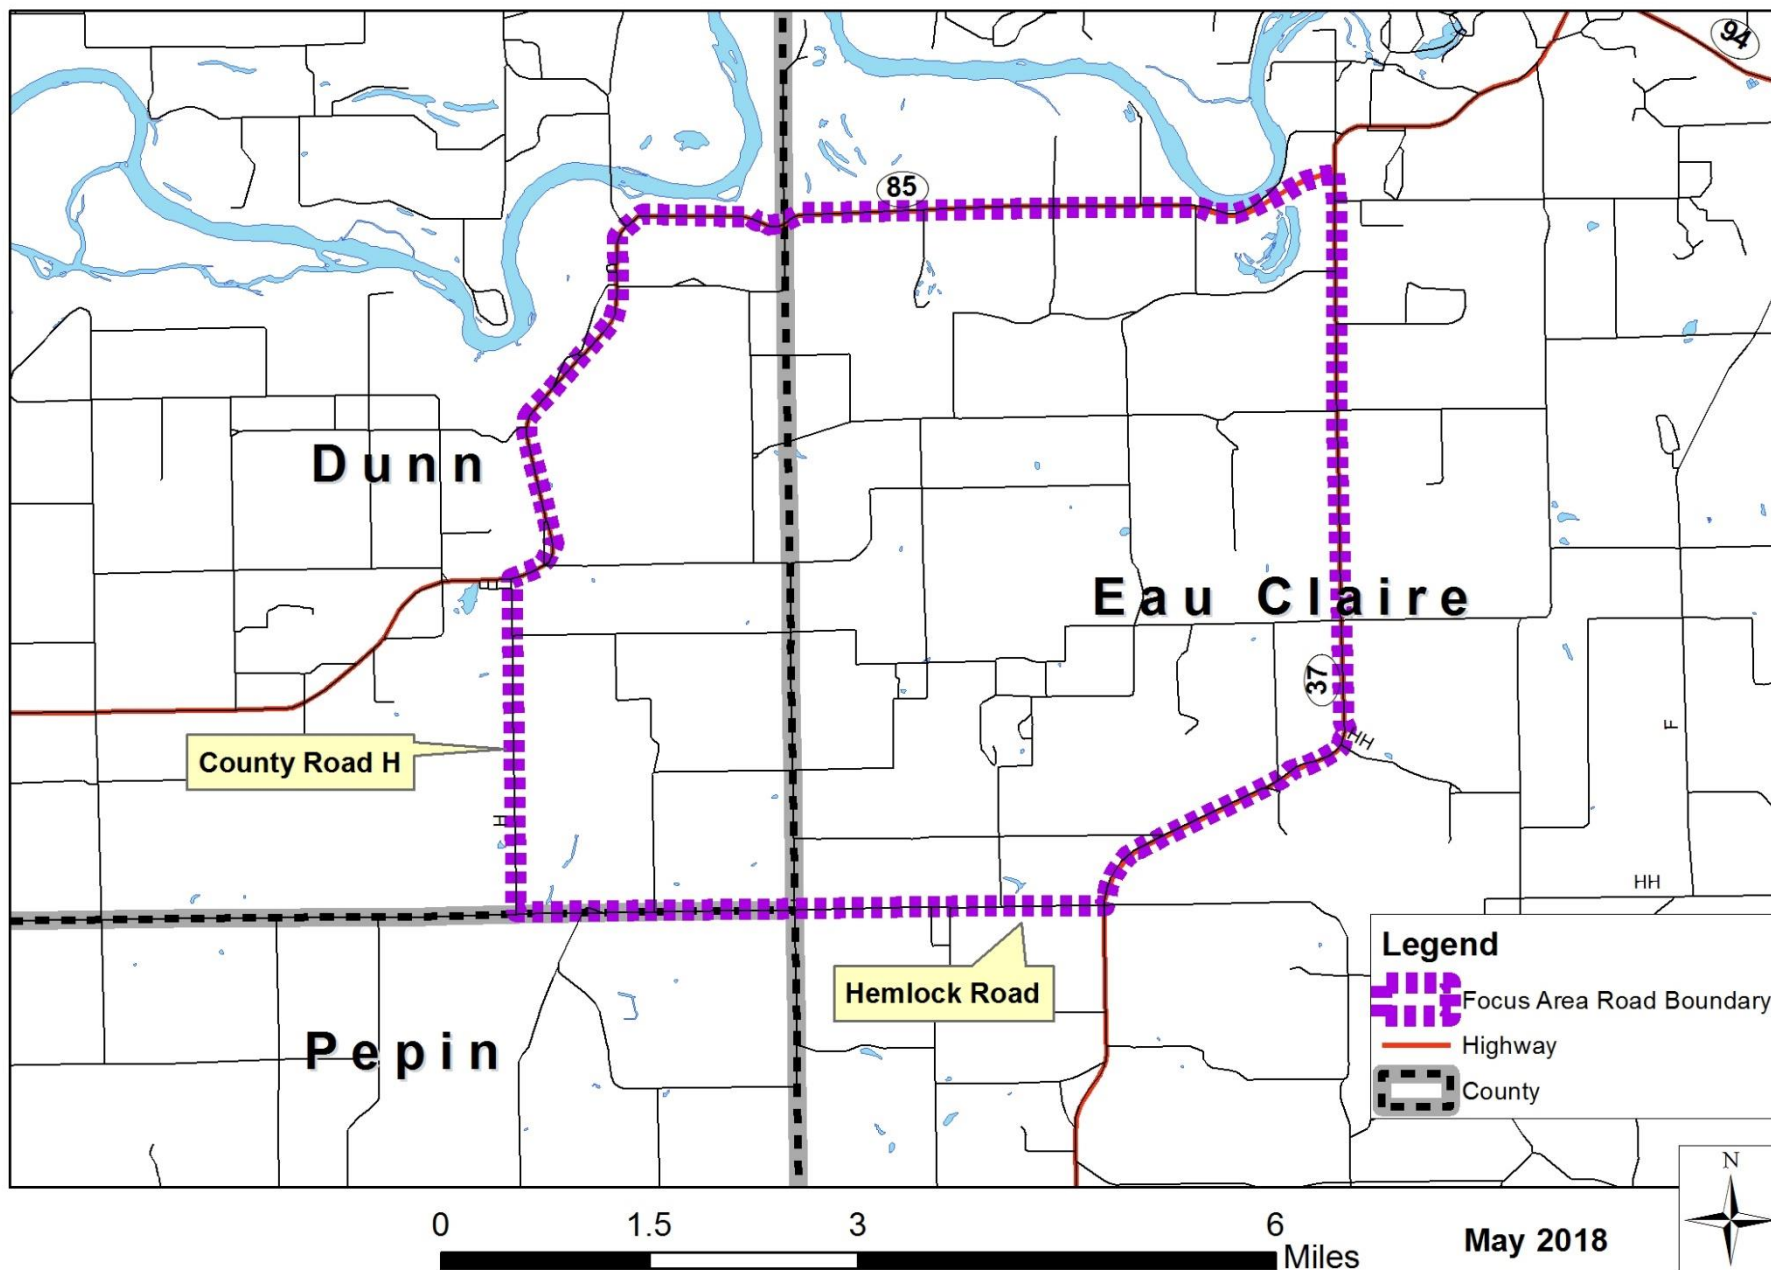 94
85
Dunn
Eau Claire
37
HH
F
County Road H
H
HH
Hemlock Road
Pepin
Legend
Focus Area Road Boundary
Highway
County
N
0 1.5 3 6
Miles
May 2018